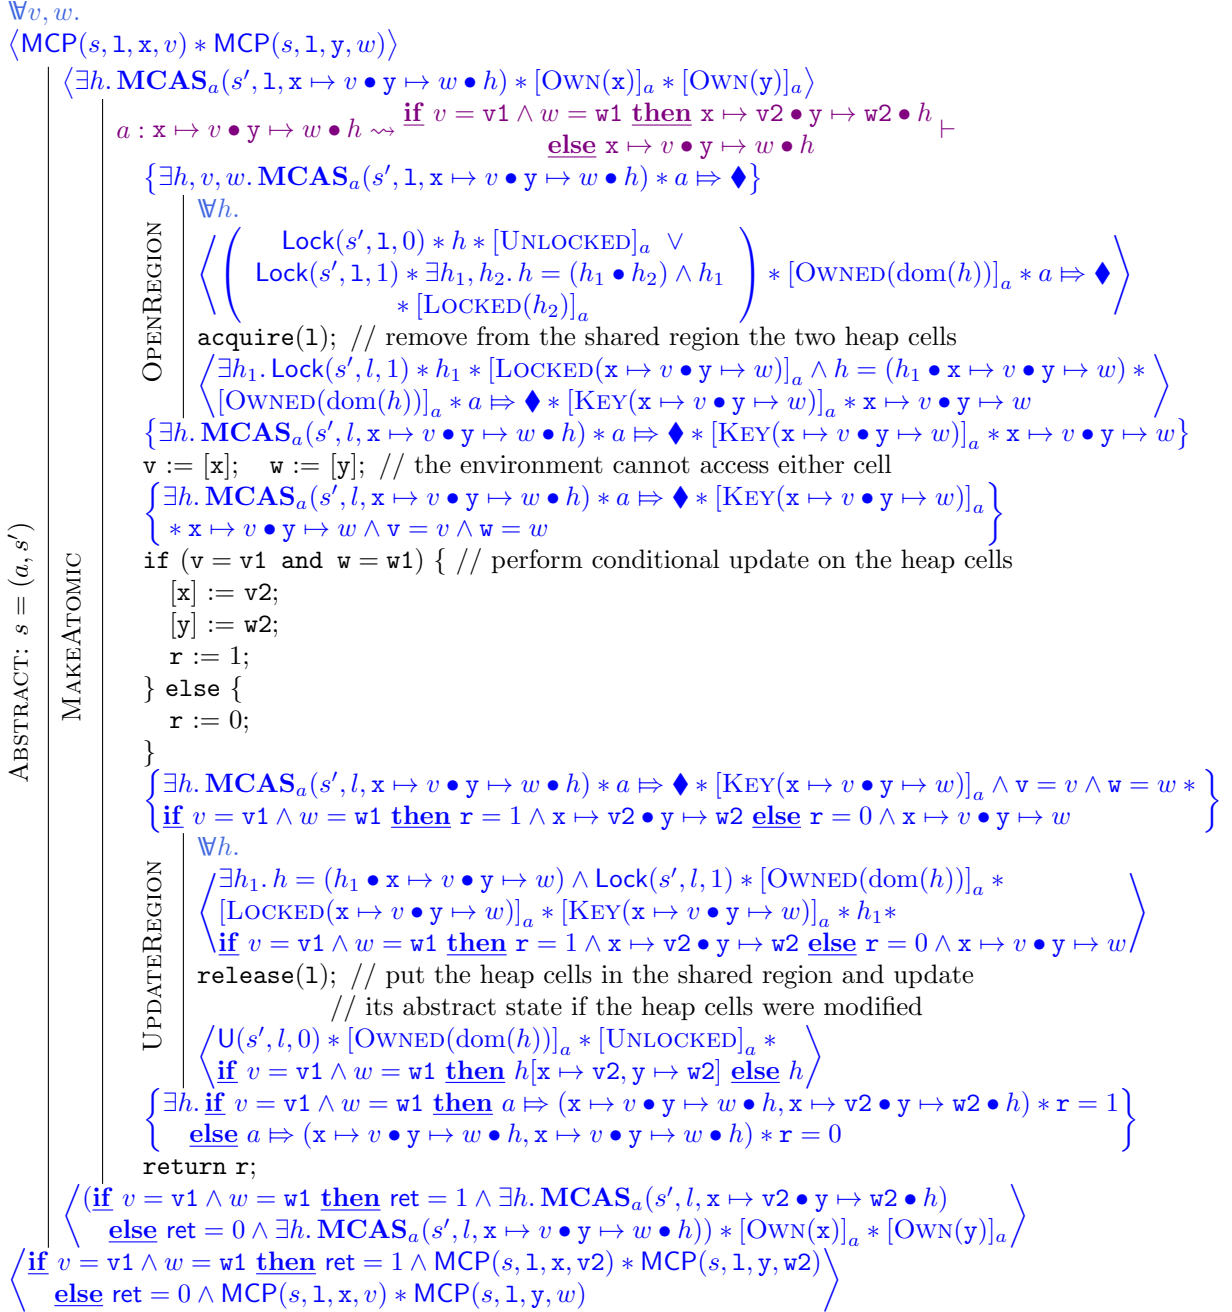 ⩔v, w.
⟨MCP(s, l, x, v) ∗ MCP(s, l, y, w)⟩
ABSTRACT: s = (a, s′)
⟨∃h. MCAS_a(s′, l, x ↦ v • y ↦ w • h) ∗ [OWN(x)]_a ∗ [OWN(y)]_a⟩
MAKEATOMIC
a : x ↦ v • y ↦ w • h ⇝ if v = v1 ∧ w = w1 then x ↦ v2 • y ↦ w2 • h
else x ↦ v • y ↦ w • h ⊢
{∃h, v, w. MCAS_a(s′, l, x ↦ v • y ↦ w • h) ∗ a ⤇ ♦}
OPENREGION
⩔h.
⟨( Lock(s′, l, 0) ∗ h ∗ [UNLOCKED]_a ∨
Lock(s′, l, 1) ∗ ∃h_1, h_2. h = (h_1 • h_2) ∧ h_1
∗ [LOCKED(h_2)]_a ) ∗ [OWNED(dom(h))]_a ∗ a ⤇ ♦⟩
acquire(l); // remove from the shared region the two heap cells
⟨∃h_1. Lock(s′, l, 1) ∗ h_1 ∗ [LOCKED(x ↦ v • y ↦ w)]_a ∧ h = (h_1 • x ↦ v • y ↦ w) ∗
[OWNED(dom(h))]_a ∗ a ⤇ ♦ ∗ [KEY(x ↦ v • y ↦ w)]_a ∗ x ↦ v • y ↦ w⟩
{∃h. MCAS_a(s′, l, x ↦ v • y ↦ w • h) ∗ a ⤇ ♦ ∗ [KEY(x ↦ v • y ↦ w)]_a ∗ x ↦ v • y ↦ w}
v := [x]; w := [y]; // the environment cannot access either cell
{∃h. MCAS_a(s′, l, x ↦ v • y ↦ w • h) ∗ a ⤇ ♦ ∗ [KEY(x ↦ v • y ↦ w)]_a
∗ x ↦ v • y ↦ w ∧ v = v ∧ w = w}
if (v = v1 and w = w1) { // perform conditional update on the heap cells
[x] := v2;
[y] := w2;
r := 1;
} else {
r := 0;
}
{∃h. MCAS_a(s′, l, x ↦ v • y ↦ w • h) ∗ a ⤇ ♦ ∗ [KEY(x ↦ v • y ↦ w)]_a ∧ v = v ∧ w = w ∗
if v = v1 ∧ w = w1 then r = 1 ∧ x ↦ v2 • y ↦ w2 else r = 0 ∧ x ↦ v • y ↦ w}
UPDATEREGION
⩔h.
⟨∃h_1. h = (h_1 • x ↦ v • y ↦ w) ∧ Lock(s′, l, 1) ∗ [OWNED(dom(h))]_a ∗
[LOCKED(x ↦ v • y ↦ w)]_a ∗ [KEY(x ↦ v • y ↦ w)]_a ∗ h_1∗
if v = v1 ∧ w = w1 then r = 1 ∧ x ↦ v2 • y ↦ w2 else r = 0 ∧ x ↦ v • y ↦ w⟩
release(l); // put the heap cells in the shared region and update
// its abstract state if the heap cells were modified
⟨U(s′, l, 0) ∗ [OWNED(dom(h))]_a ∗ [UNLOCKED]_a ∗
if v = v1 ∧ w = w1 then h[x ↦ v2, y ↦ w2] else h⟩
{∃h. if v = v1 ∧ w = w1 then a ⤇ (x ↦ v • y ↦ w • h, x ↦ v2 • y ↦ w2 • h) ∗ r = 1
else a ⤇ (x ↦ v • y ↦ w • h, x ↦ v • y ↦ w • h) ∗ r = 0}
return r;
⟨(if v = v1 ∧ w = w1 then ret = 1 ∧ ∃h. MCAS_a(s′, l, x ↦ v2 • y ↦ w2 • h)
else ret = 0 ∧ ∃h. MCAS_a(s′, l, x ↦ v • y ↦ w • h)) ∗ [OWN(x)]_a ∗ [OWN(y)]_a⟩
⟨if v = v1 ∧ w = w1 then ret = 1 ∧ MCP(s, l, x, v2) ∗ MCP(s, l, y, w2)
else ret = 0 ∧ MCP(s, l, x, v) ∗ MCP(s, l, y, w)⟩